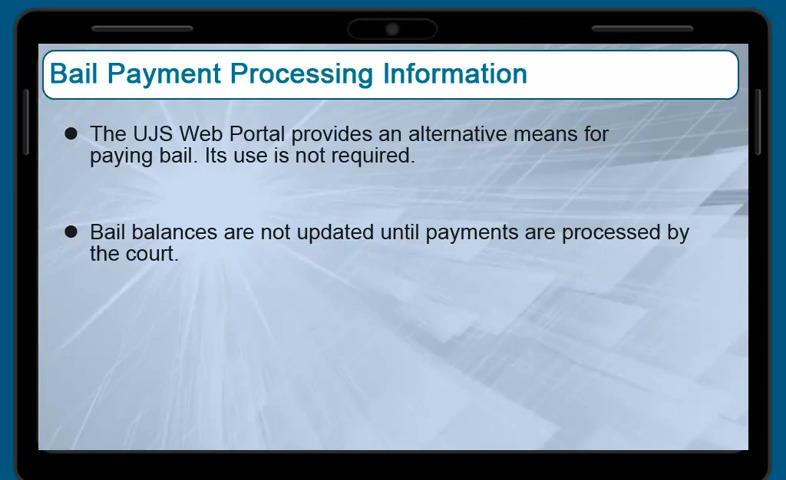 Bail Payment Processing Information
● The UJS Web Portal provides an alternative means for
paying bail. Its use is not required.
● Bail balances are not updated until payments are processed by
the court.